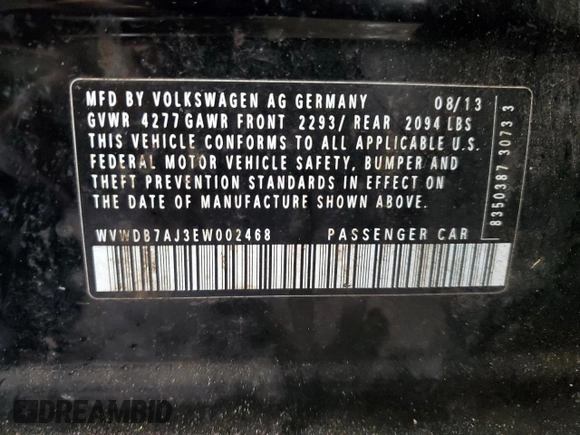 MFD BY VOLKSWAGEN AG GERMANY 08/13
GVWR 4277 GAWR FRONT 2293/ REAR 2094 LBS
THIS VEHICLE CONFORMS TO ALL APPLICABLE U.S.
FEDERAL MOTOR VEHICLE SAFETY, BUMPER AND
THEFT PREVENTION STANDARDS IN EFFECT ON
THE DATE OF MANUFACTURE SHOWN ABOVE.
WVWDB7AJ3EW002468 PASSENGER CAR
8350387 30733
DREAMBID